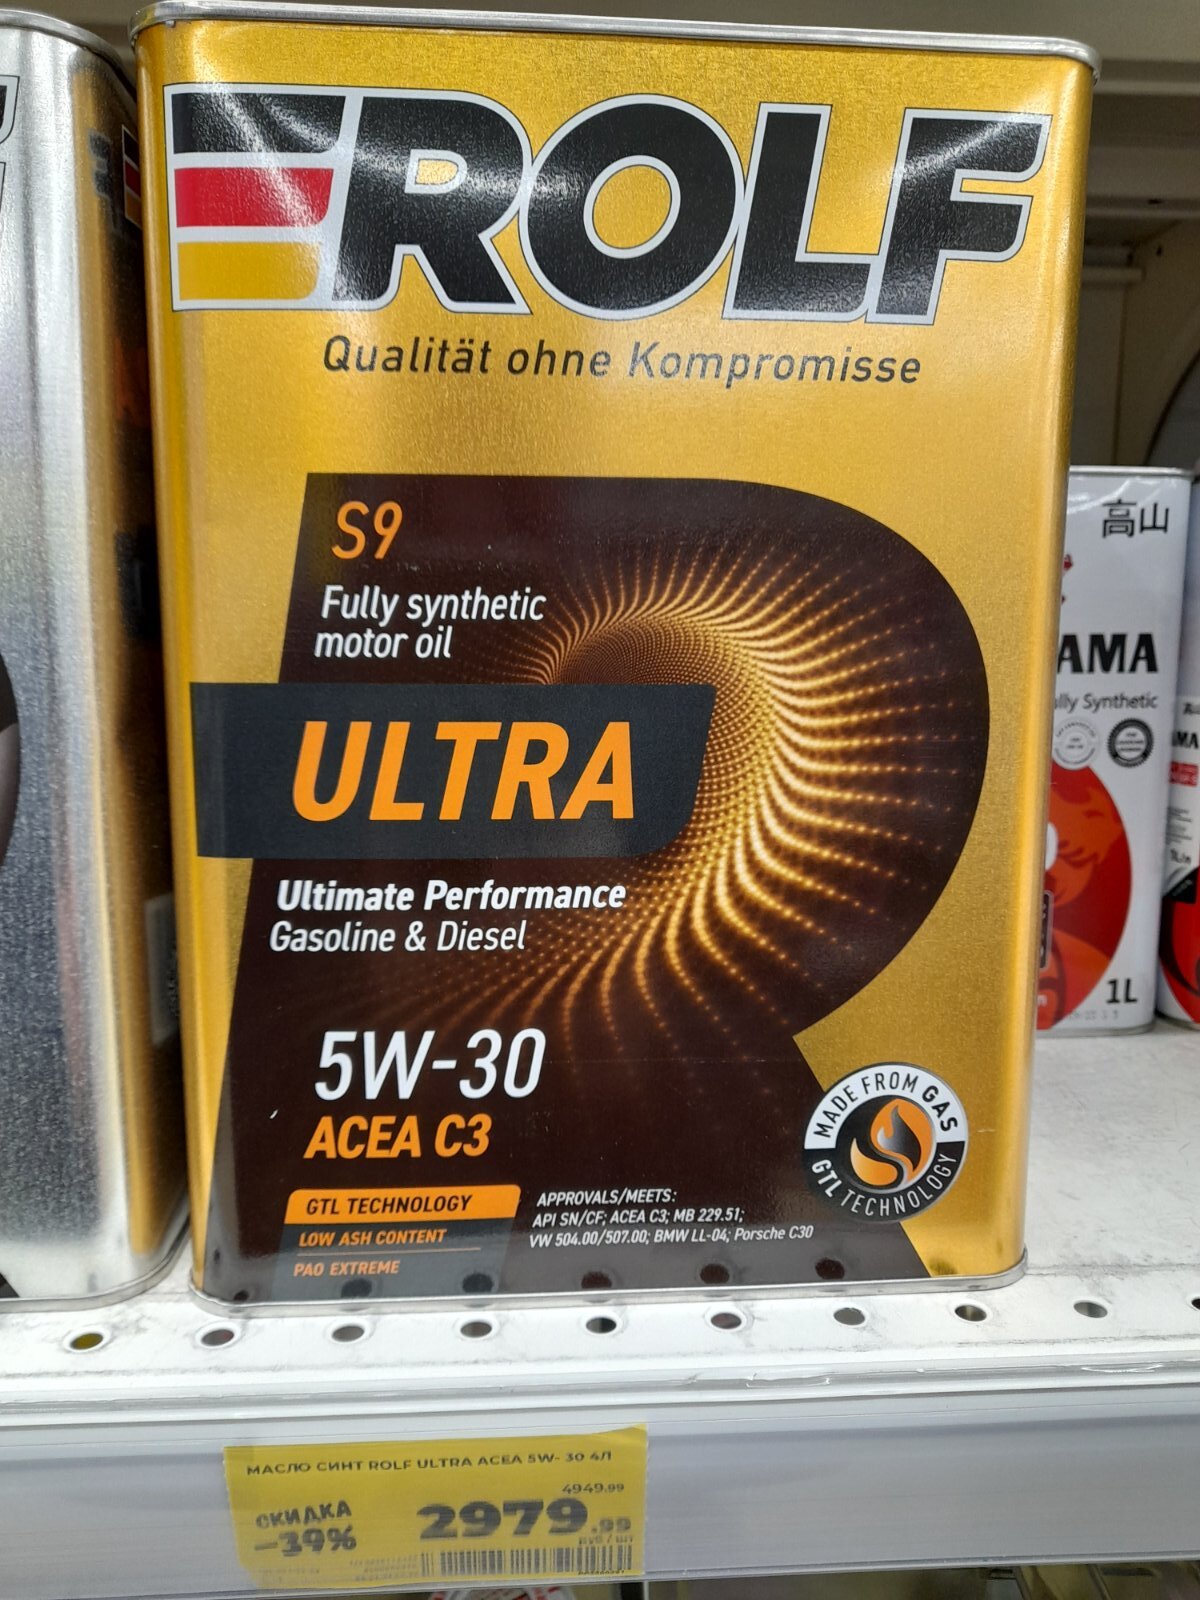 ROLF
Qualität ohne Kompromisse
S9
Fully synthetic
motor oil
ULTRA
Ultimate Performance
Gasoline & Diesel
5W-30
ACEA C3
GTL TECHNOLOGY
LOW ASH CONTENT
PAO EXTREME
APPROVALS/MEETS:
API SN/CF; ACEA C3; MB 229.51;
VW 504.00/507.00; BMW LL-04; Porsche C30
MADE FROM GAS
GTL TECHNOLOGY
高山
AMA
lly Synthetic
1L
МАСЛО СИНТ ROLF ULTRA ACEA 5W- 30 4Л
4949.99
СКИДКА
-39%
2979.99
руб / шт